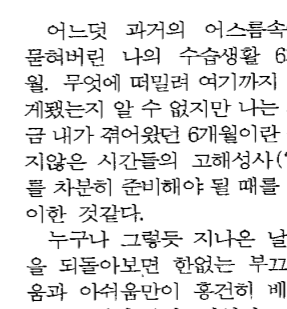 어느덧 과거의 어스름속
묻혀버린 나의 수습생활 6
월. 무엇에 떠밀려 여기까지
게됐는지 알 수 없지만 나는
금 내가 겪어왔던 6개월이란
지않은 시간들의 고해성사(
를 차분히 준비해야 될 때를
이한 것같다.
누구나 그렇듯 지나온 날
을 되돌아보면 한없는 부끄
움과 아쉬움만이 흥건히 배